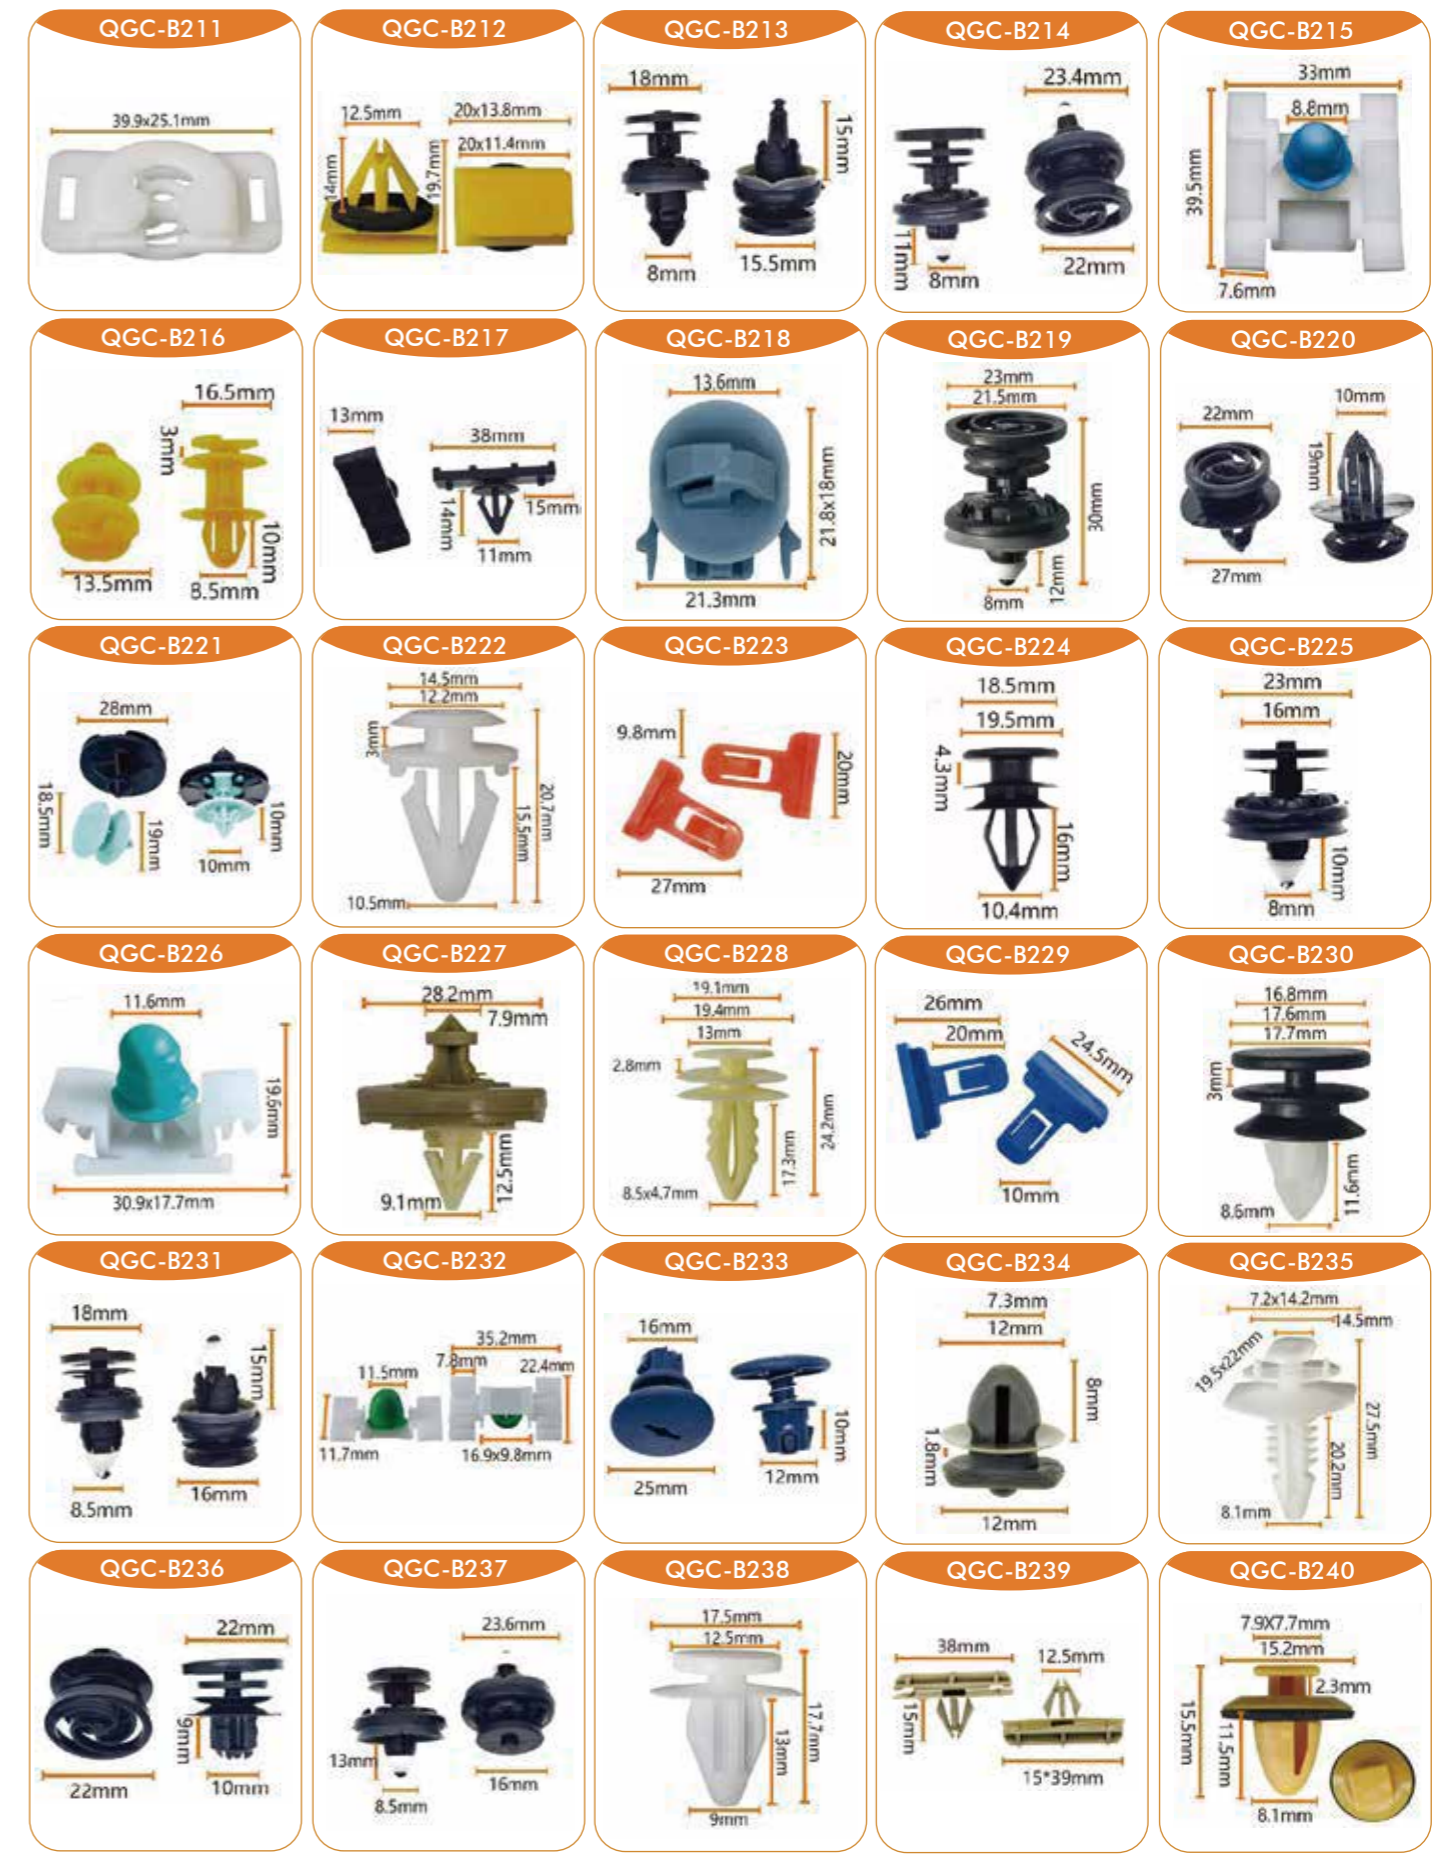 QGC-B211
39.9x25.1mm
QGC-B212
12.5mm
20x13.8mm
20x11.4mm
14mm
19.7mm
QGC-B213
18mm
15mm
8mm
15.5mm
QGC-B214
23.4mm
11mm
8mm
22mm
QGC-B215
33mm
8.8mm
39.5mm
7.6mm
QGC-B216
16.5mm
3mm
10mm
13.5mm
8.5mm
QGC-B217
13mm
38mm
14mm
15mm
11mm
QGC-B218
13.6mm
21.8x18mm
21.3mm
QGC-B219
23mm
21.5mm
30mm
12mm
8mm
QGC-B220
10mm
22mm
19mm
27mm
QGC-B221
28mm
18.5mm
19mm
10mm
10mm
QGC-B222
14.5mm
12.2mm
3mm
20.7mm
15.5mm
10.5mm
QGC-B223
9.8mm
20mm
27mm
QGC-B224
18.5mm
19.5mm
4.3mm
16mm
10.4mm
QGC-B225
23mm
16mm
10mm
8mm
QGC-B226
11.6mm
19.6mm
30.9x17.7mm
QGC-B227
28.2mm
7.9mm
12.5mm
9.1mm
QGC-B228
19.1mm
19.4mm
13mm
2.8mm
24.2mm
17.3mm
8.5x4.7mm
QGC-B229
26mm
20mm
24.5mm
10mm
QGC-B230
16.8mm
17.6mm
17.7mm
3mm
11.6mm
8.6mm
QGC-B231
18mm
15mm
16mm
8.5mm
QGC-B232
35.2mm
7.8mm
22.4mm
11.5mm
11.7mm
16.9x9.8mm
QGC-B233
16mm
10mm
12mm
25mm
QGC-B234
7.3mm
12mm
8mm
1.8mm
12mm
QGC-B235
7.2x14.2mm
14.5mm
19.5x22mm
27.5mm
20.2mm
8.1mm
QGC-B236
22mm
9mm
22mm
10mm
QGC-B237
23.6mm
13mm
16mm
8.5mm
QGC-B238
17.5mm
12.5mm
17.7mm
13mm
9mm
QGC-B239
38mm
12.5mm
15mm
15*39mm
QGC-B240
7.9X7.7mm
15.2mm
2.3mm
15.5mm
11.5mm
8.1mm